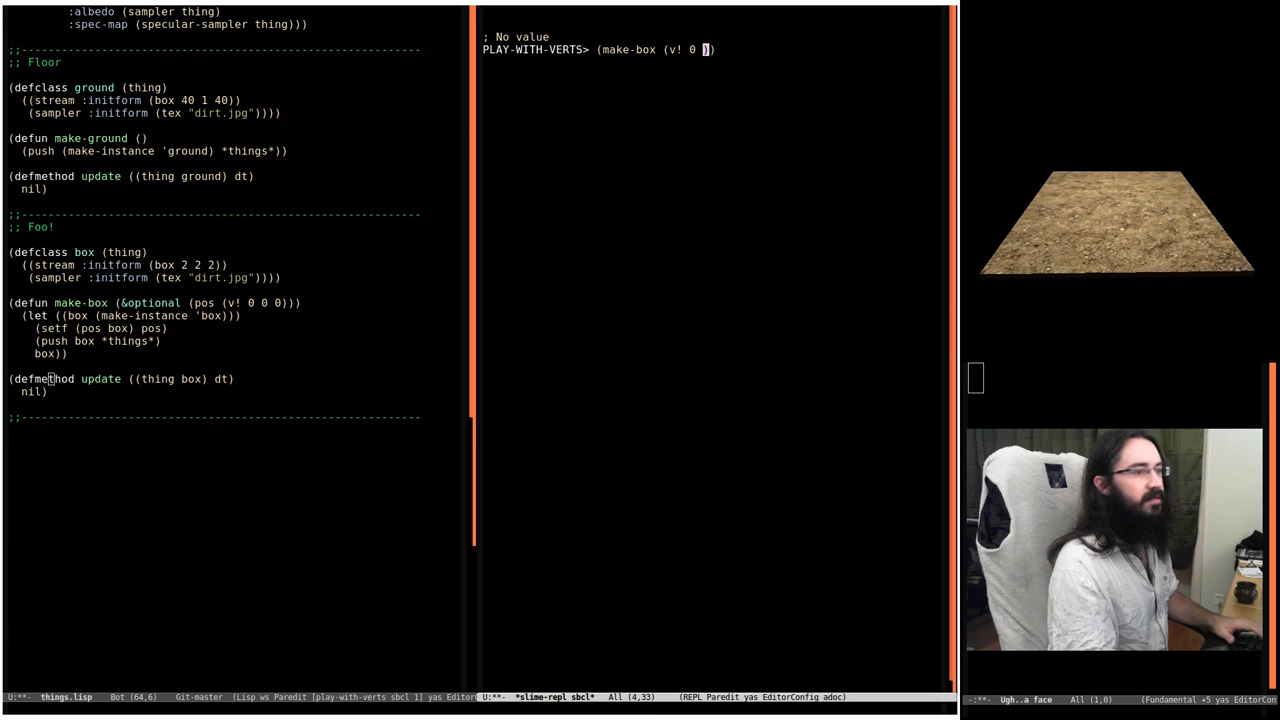 :albedo (sampler thing)
:spec-map (specular-sampler thing)))
;;------------------------------------------------------------
;; Floor
(defclass ground (thing)
((stream :initform (box 40 1 40))
(sampler :initform (tex "dirt.jpg"))))
(defun make-ground ()
(push (make-instance 'ground) *things*))
(defmethod update ((thing ground) dt)
nil)
;;------------------------------------------------------------
;; Foo!
(defclass box (thing)
((stream :initform (box 2 2 2))
(sampler :initform (tex "dirt.jpg"))))
(defun make-box (&optional (pos (v! 0 0 0)))
(let ((box (make-instance 'box)))
(setf (pos box) pos)
(push box *things*)
box))
(defmethod update ((thing box) dt)
nil)
;;------------------------------------------------------------
U:**- things.lisp Bot (64,6) Git-master (Lisp ws Paredit [play-with-verts sbcl 1] yas Editor
; No value
PLAY-WITH-VERTS> (make-box (v! 0 ))
U:**- *slime-repl sbcl* All (4,33) (REPL Paredit yas EditorConfig adoc)
-:**- Ugh..a face All (1,0) (Fundamental +5 yas EditorCon